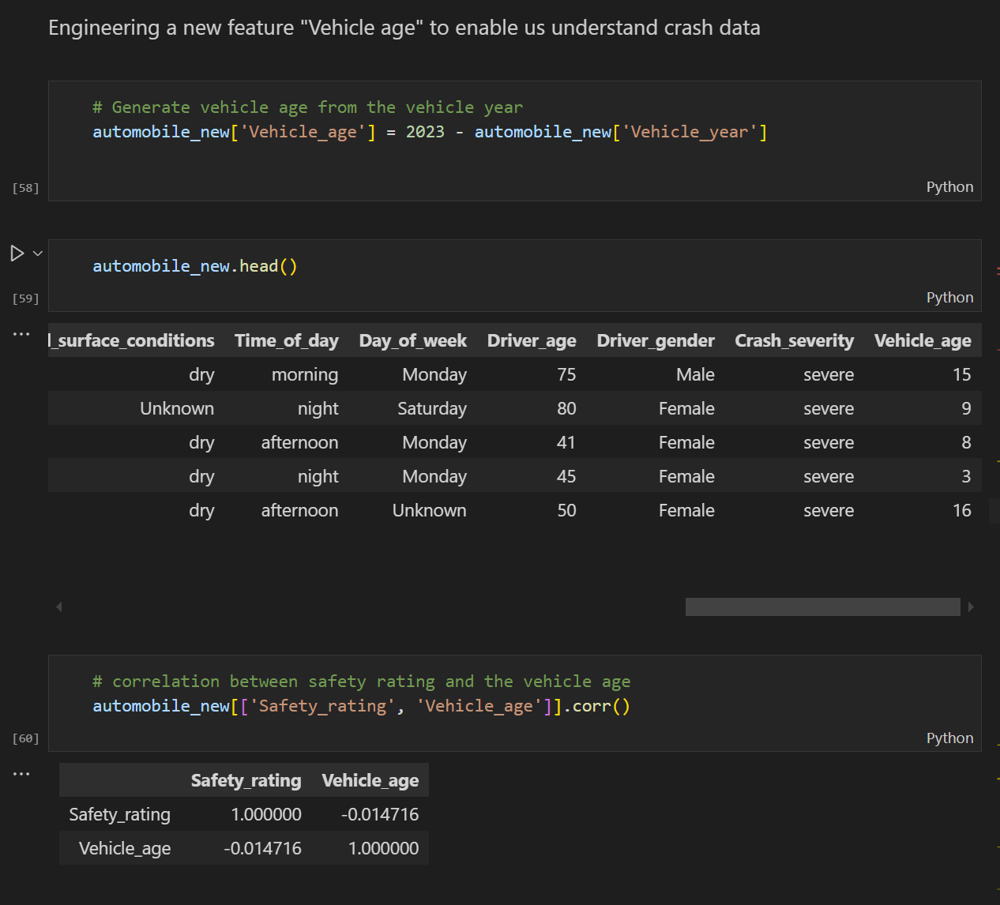 Engineering a new feature "Vehicle age" to enable us understand crash data
# Generate vehicle age from the vehicle year
automobile_new['Vehicle_age'] = 2023 - automobile_new['Vehicle_year']
[58]
Python
automobile_new.head()
[59]
Python
l_surface_conditions Time_of_day Day_of_week Driver_age Driver_gender Crash_severity Vehicle_age
dry morning Monday 75 Male severe 15
Unknown night Saturday 80 Female severe 9
dry afternoon Monday 41 Female severe 8
dry night Monday 45 Female severe 3
dry afternoon Unknown 50 Female severe 16
# correlation between safety rating and the vehicle age
automobile_new[['Safety_rating', 'Vehicle_age']].corr()
[60]
Python
Safety_rating Vehicle_age
Safety_rating 1.000000 -0.014716
Vehicle_age -0.014716 1.000000